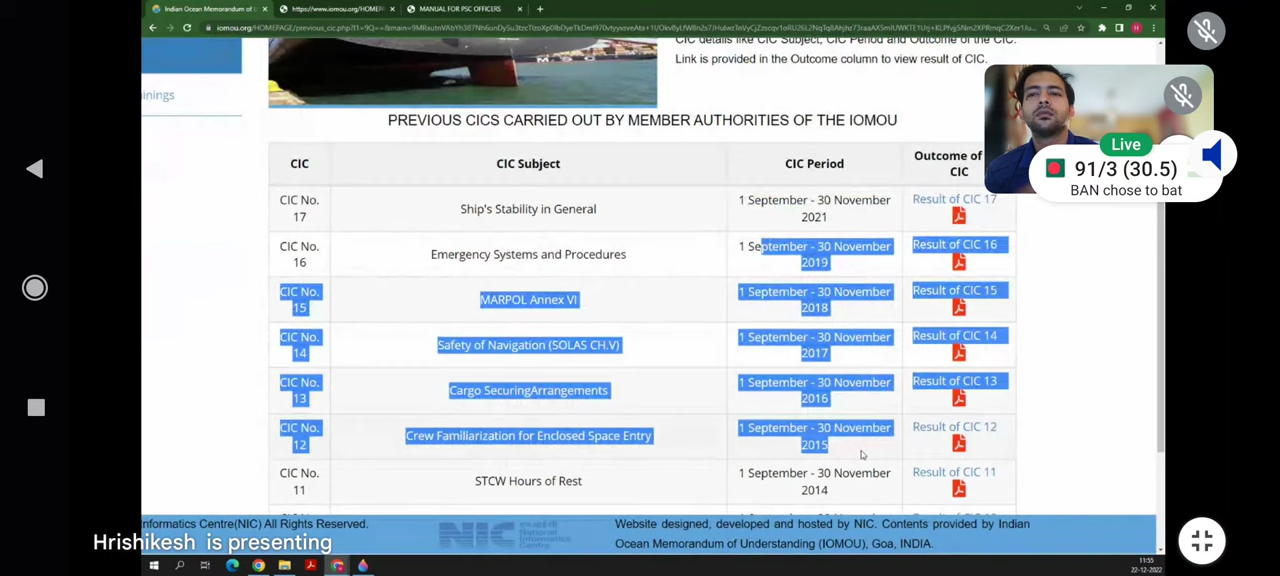 Indian Ocean Memorandum of
https://www.iomou.org/HOMEPAGE
MANUAL FOR PSC OFFICERS
CIC details like CIC Subject, CIC Period and Outcome of the CIC.
Link is provided in the Outcome column to view result of CIC.
inings
PREVIOUS CICS CARRIED OUT BY MEMBER AUTHORITIES OF THE IOMOU
Live
91/3 (30.5)
BAN chose to bat
CIC
CIC Subject
CIC Period
Outcome of
CIC
CIC No.
17
Ship's Stability in General
1 September - 30 November
2021
Result of CIC 17
CIC No.
16
Emergency Systems and Procedures
1 September - 30 November
2019
Result of CIC 16
CIC No.
15
MARPOL Annex VI
1 September - 30 November
2018
Result of CIC 15
CIC No.
14
Safety of Navigation (SOLAS CH.V)
1 September - 30 November
2017
Result of CIC 14
CIC No.
13
Cargo SecuringArrangements
1 September - 30 November
2016
Result of CIC 13
CIC No.
12
Crew Familiarization for Enclosed Space Entry
1 September - 30 November
2015
Result of CIC 12
CIC No.
11
STCW Hours of Rest
1 September - 30 November
2014
Result of CIC 11
nformatics Centre(NIC) All Rights Reserved.
NIC
National
Informatics
Centre
Website designed, developed and hosted by NIC. Contents provided by Indian
Ocean Memorandum of Understanding (IOMOU), Goa, INDIA.
Hrishikesh is presenting
11:55
22-12-2022